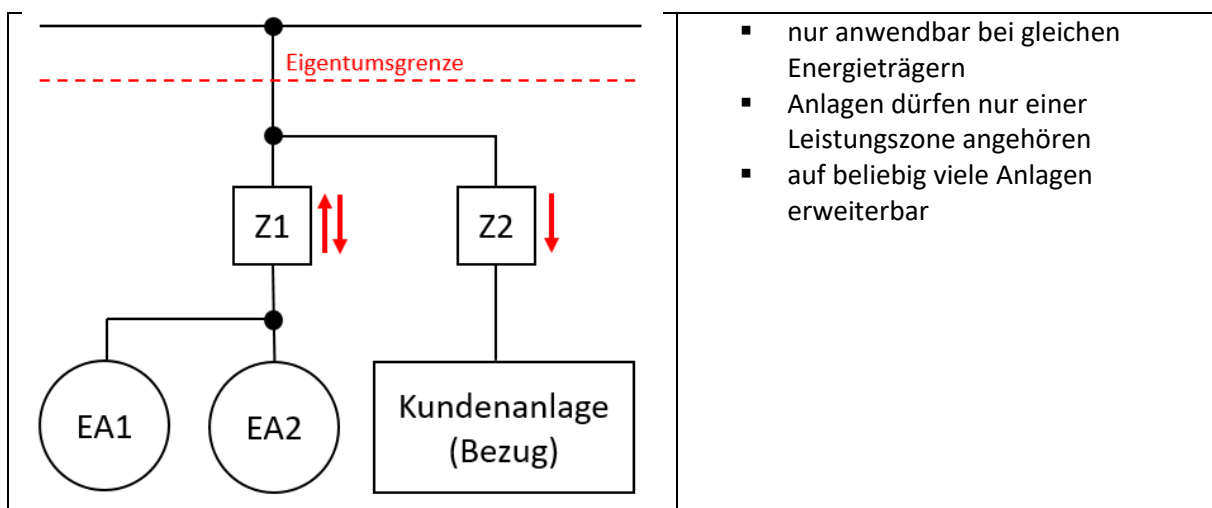 Eigentumsgrenze
Z1
Z2
EA1
EA2
Kundenanlage
(Bezug)
▪ nur anwendbar bei gleichen
Energieträgern
▪ Anlagen dürfen nur einer
Leistungszone angehören
▪ auf beliebig viele Anlagen
erweiterbar